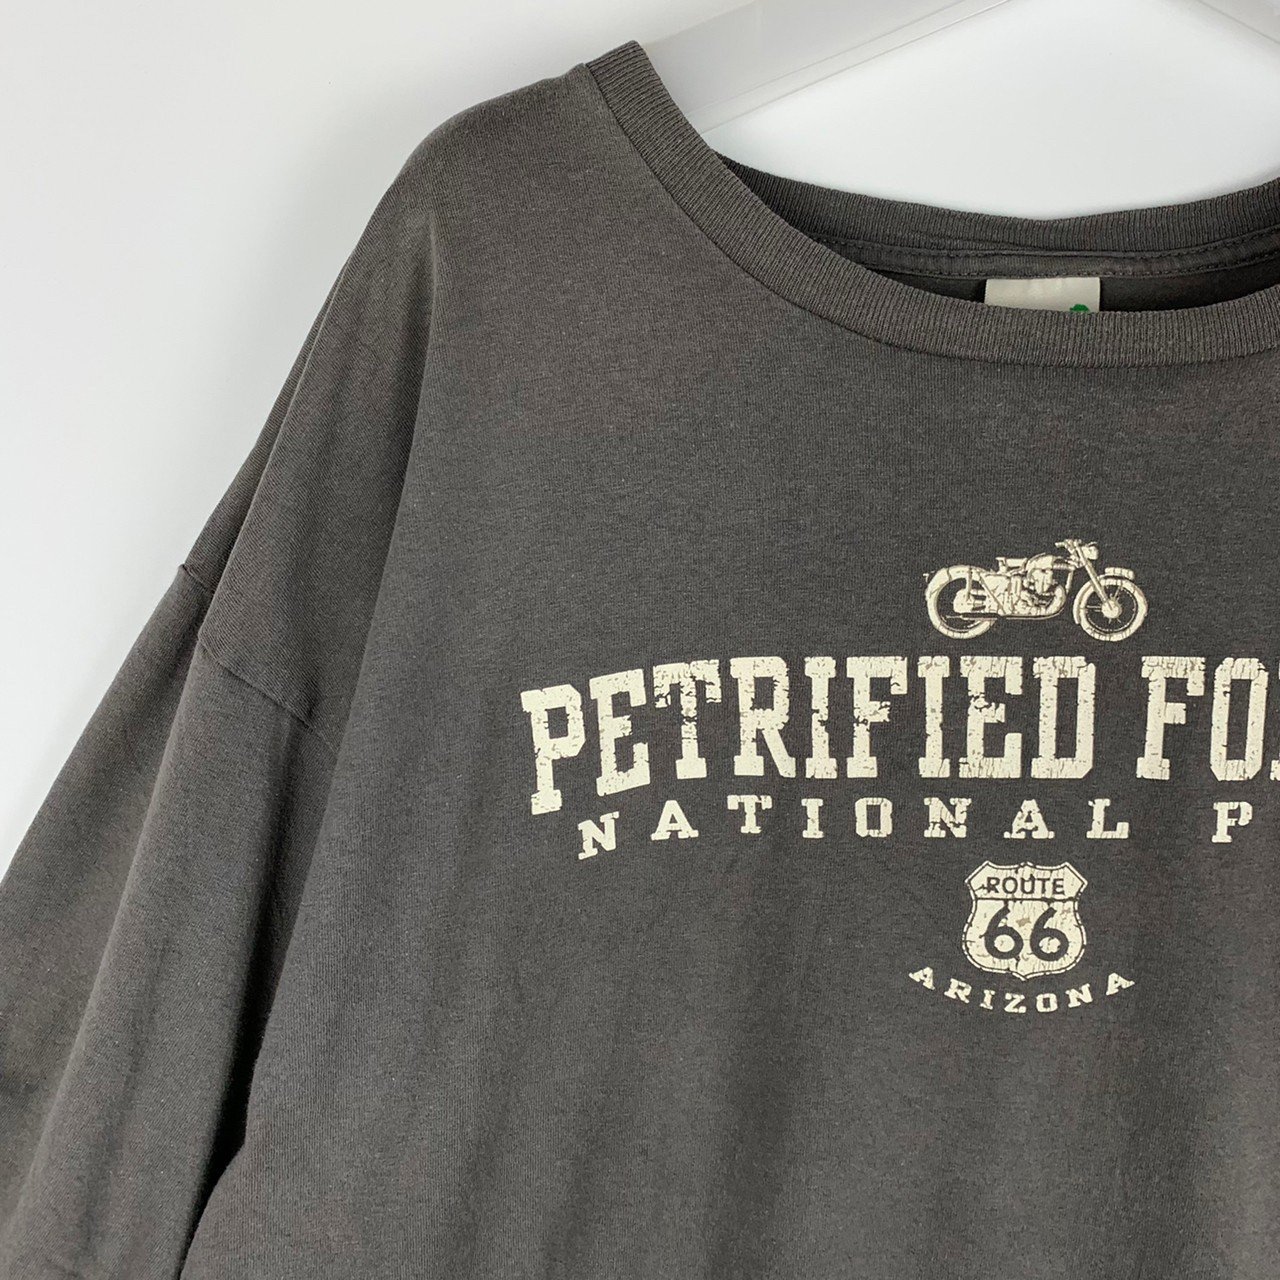 PETRIFIED FO
NATIONAL P
ROUTE
66
ARIZONA